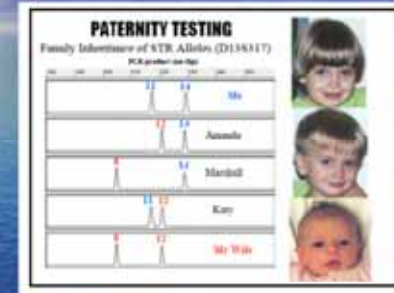 PATERNITY TESTING
Family Inheritance of STR Alleles (D13S317)
PCR product size (bp)
11 14
Me
12 14
Amanda
8 14
Marshall
11 12
Katy
8 12
My Wife